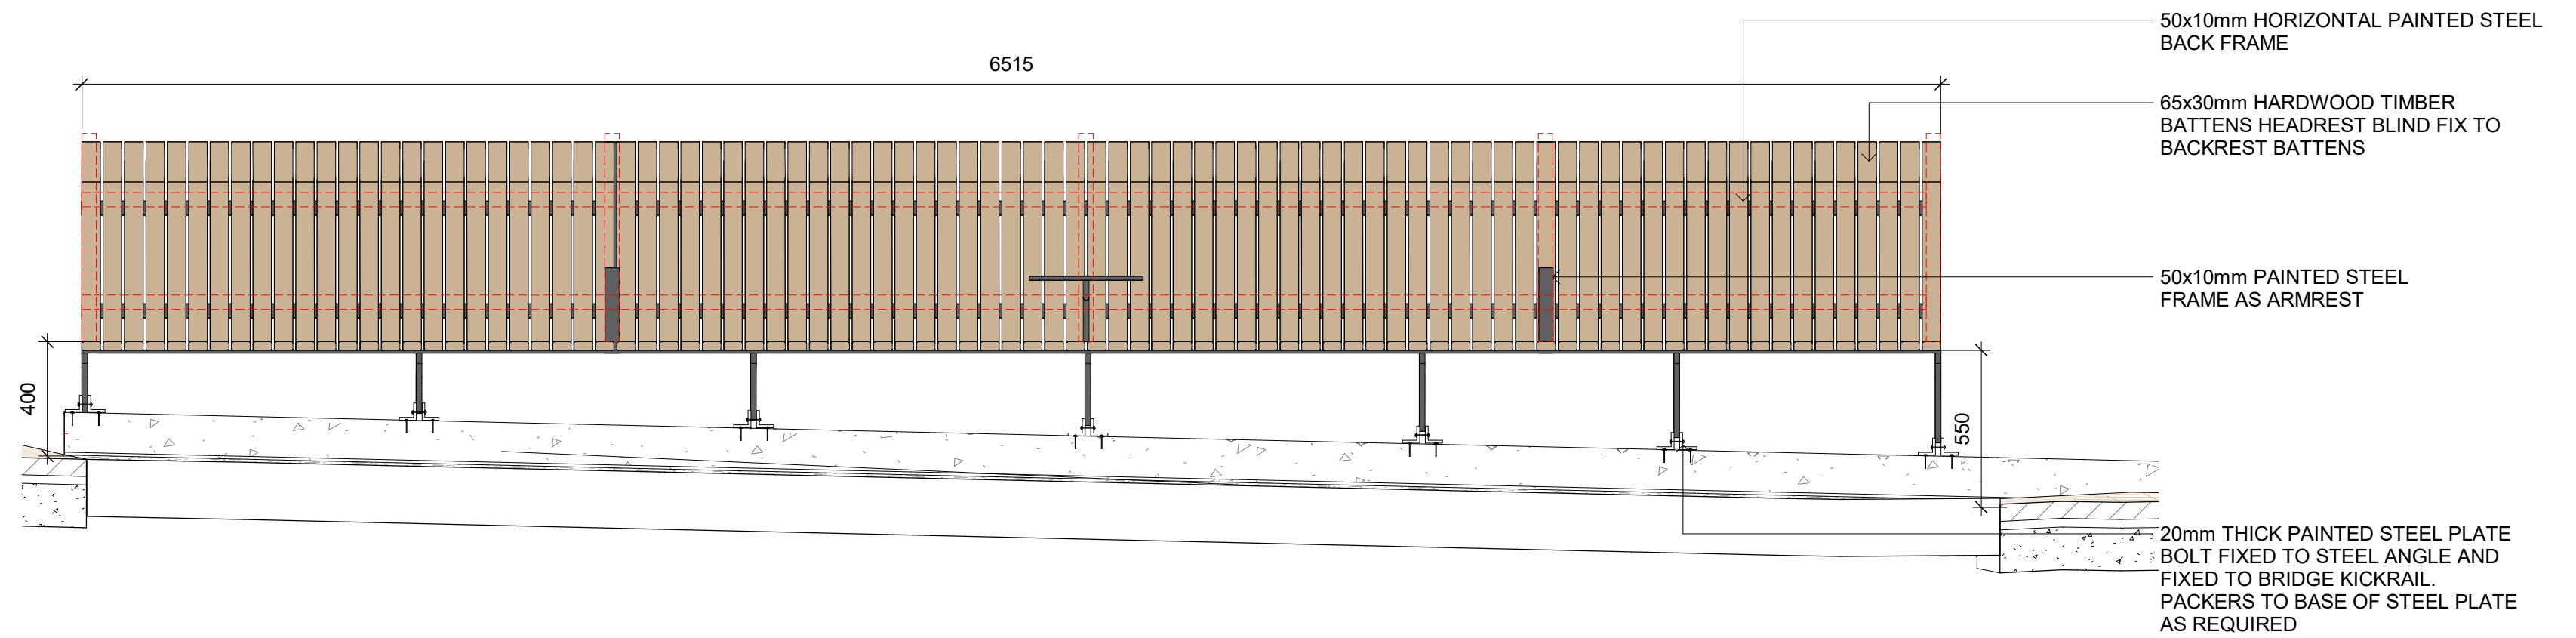 50x10mm HORIZONTAL PAINTED STEEL
BACK FRAME
6515
65x30mm HARDWOOD TIMBER
BATTENS HEADREST BLIND FIX TO
BACKREST BATTENS
50x10mm PAINTED STEEL
FRAME AS ARMREST
400
550
20mm THICK PAINTED STEEL PLATE
BOLT FIXED TO STEEL ANGLE AND
FIXED TO BRIDGE KICKRAIL.
PACKERS TO BASE OF STEEL PLATE
AS REQUIRED